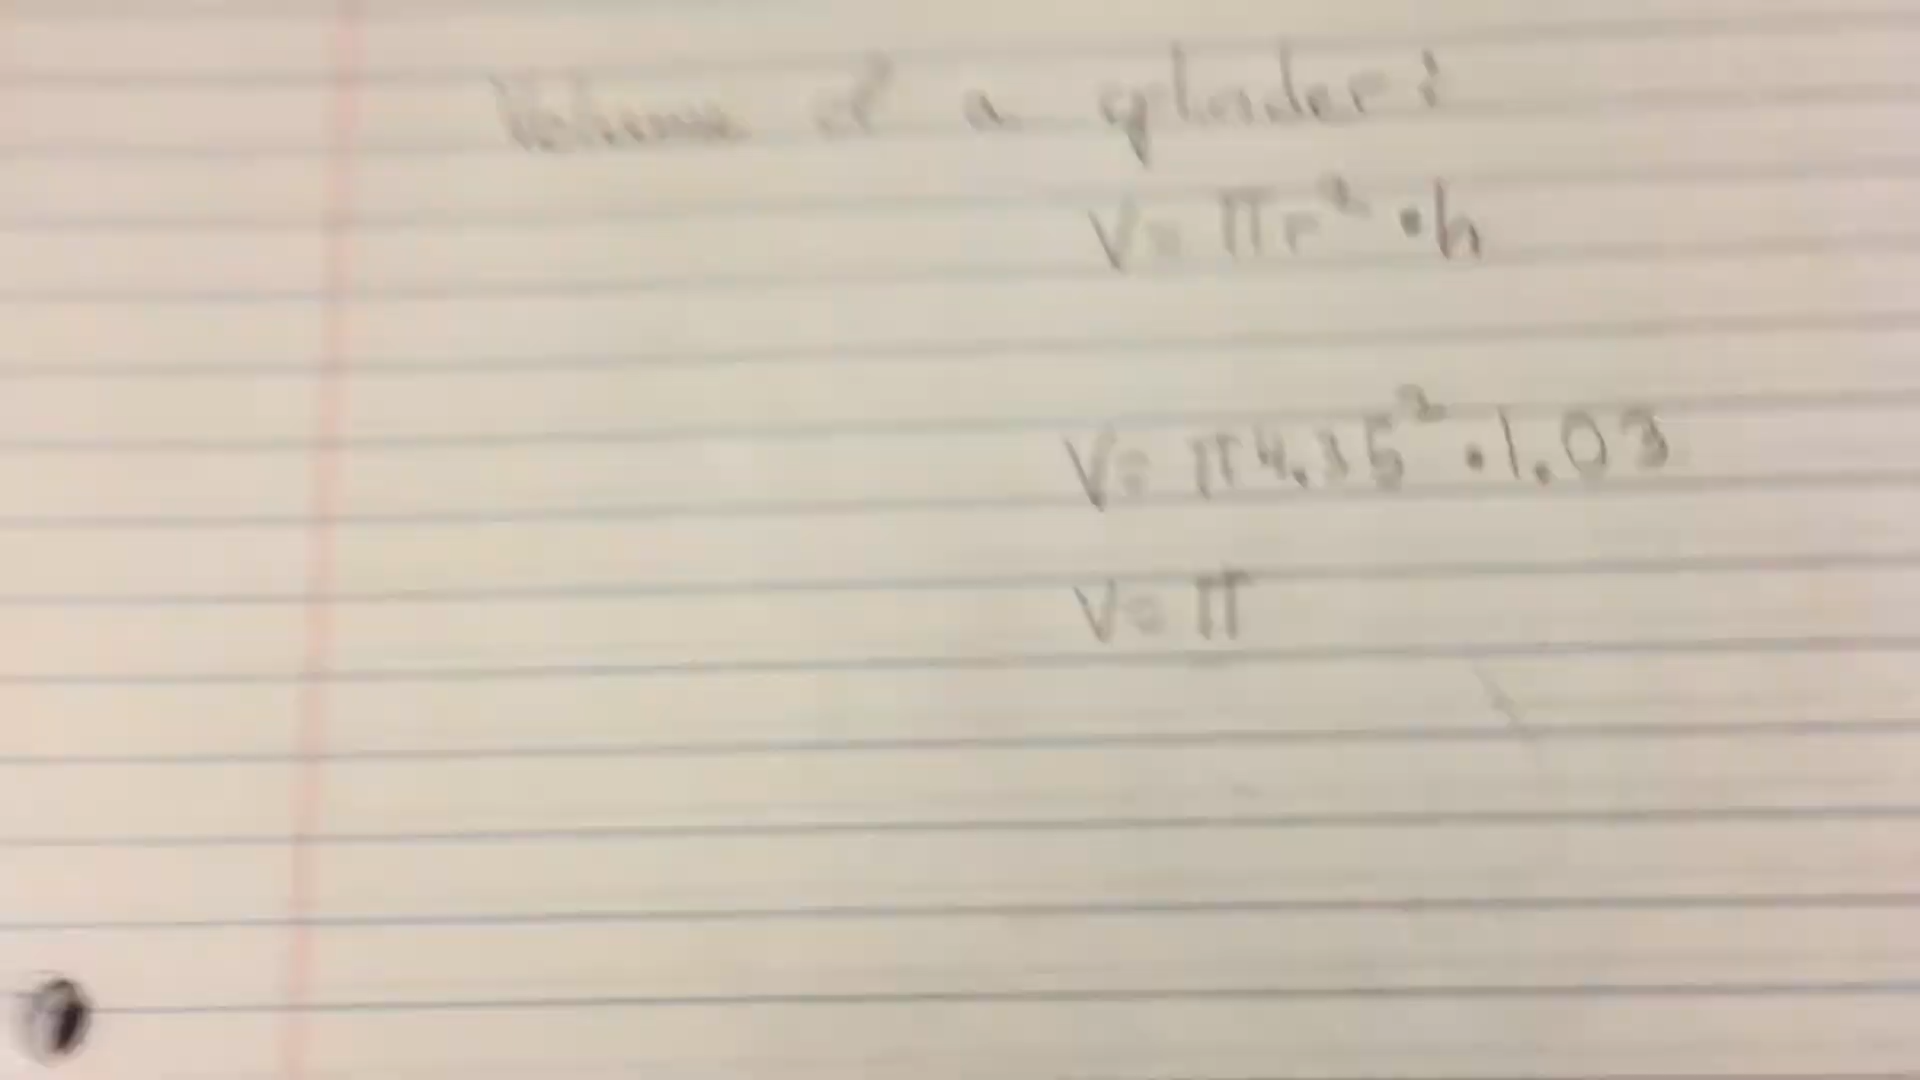 Volume of a cylinder:
V = πr² • h
V = π4.35² • 1.03
V = π